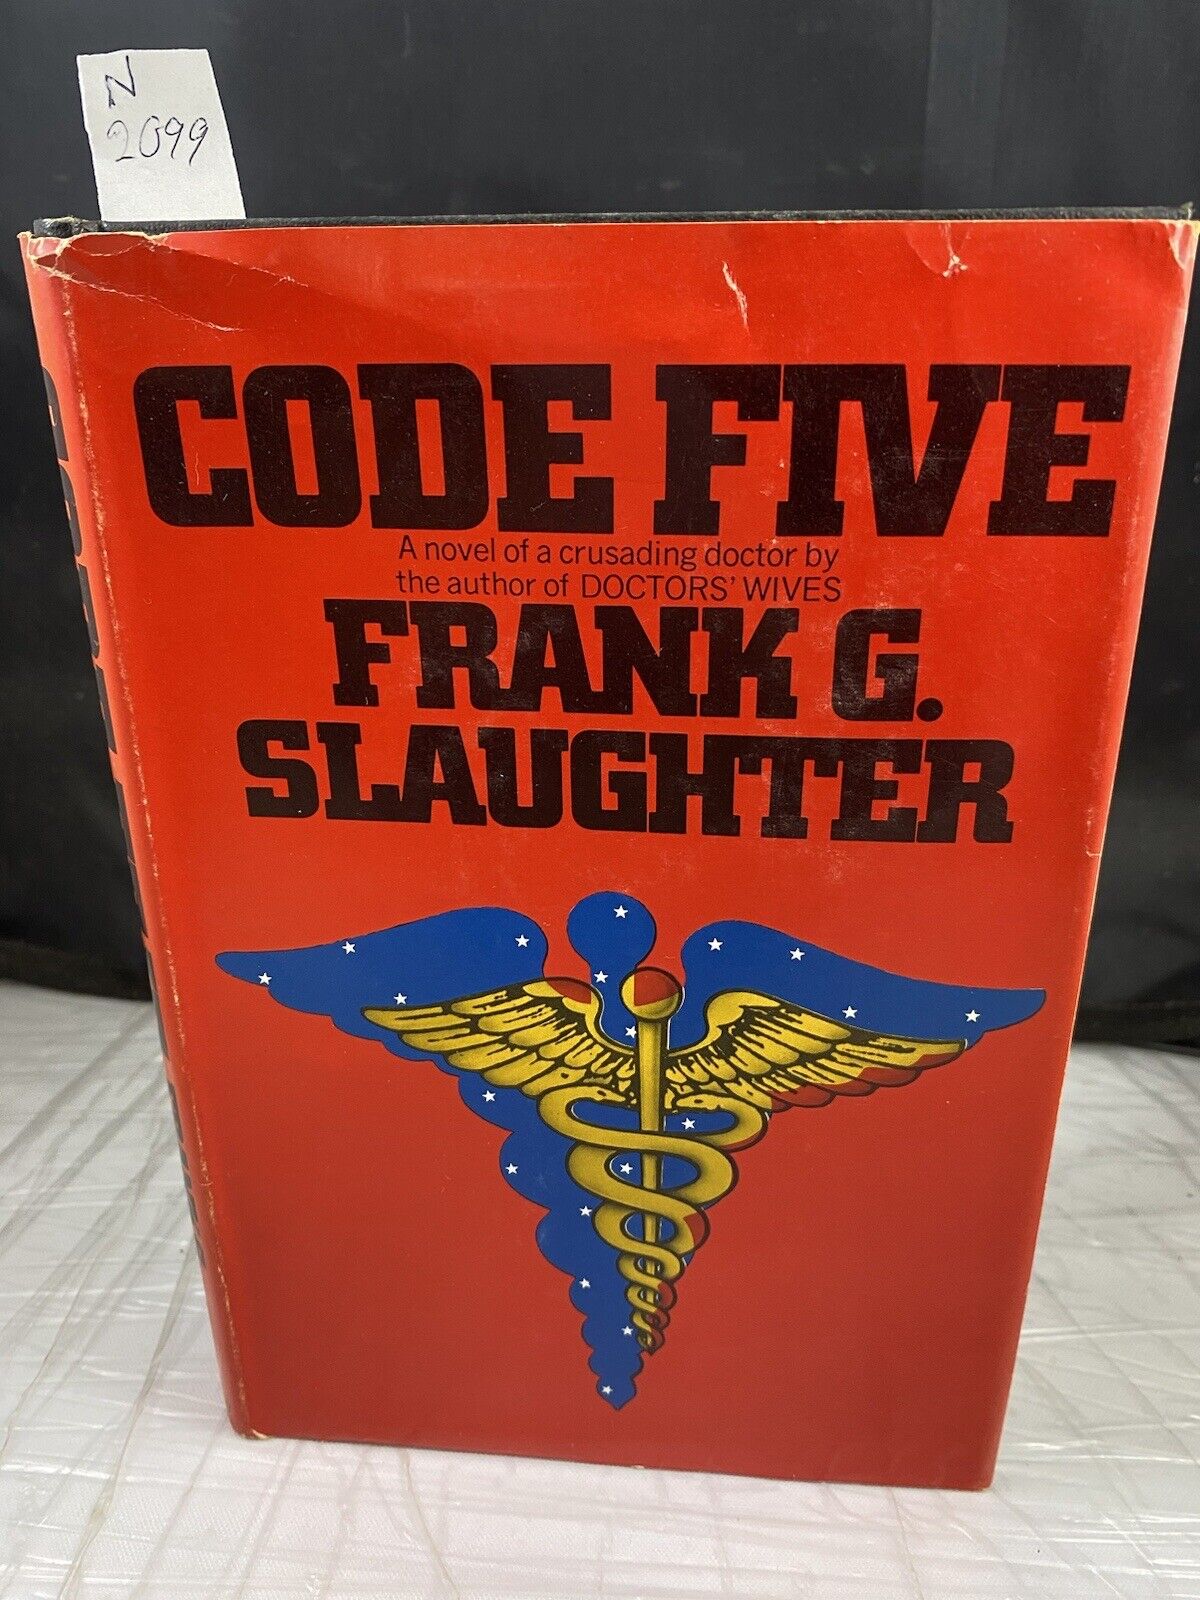 N
2099
CODE FIVE
A novel of a crusading doctor by
the author of DOCTORS' WIVES
FRANK G.
SLAUGHTER